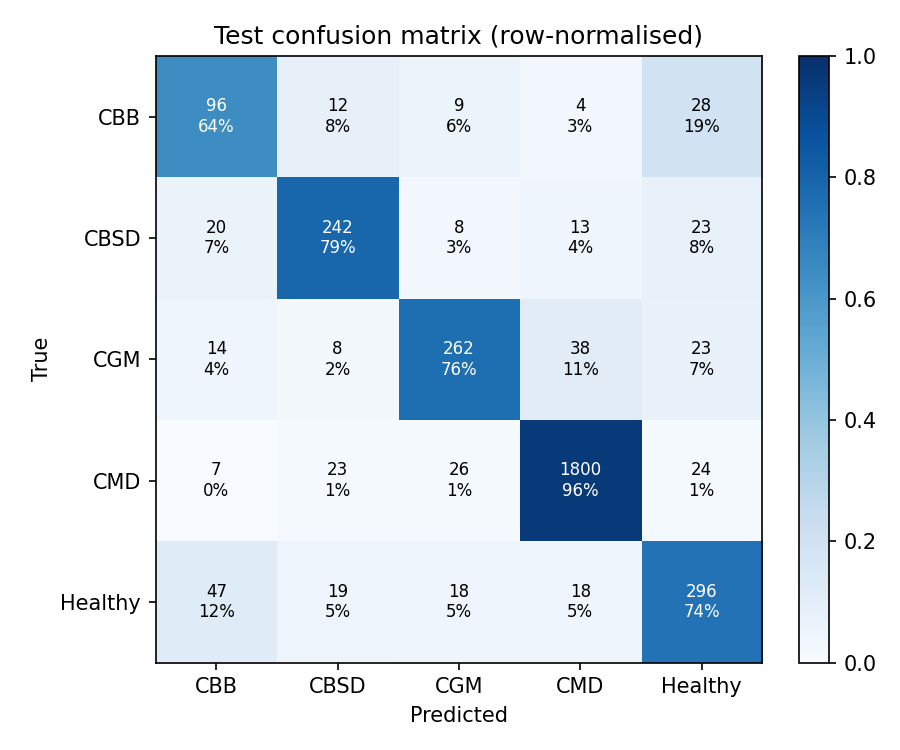 Test confusion matrix (row-normalised)
True
CBB
96 12 9 4 28
64% 8% 6% 3% 19%
CBSD
20 242 8 13 23
7% 79% 3% 4% 8%
CGM
14 8 262 38 23
4% 2% 76% 11% 7%
CMD
7 23 26 1800 24
0% 1% 1% 96% 1%
Healthy
47 19 18 18 296
12% 5% 5% 5% 74%
CBB CBSD CGM CMD Healthy
Predicted
1.0
0.8
0.6
0.4
0.2
0.0